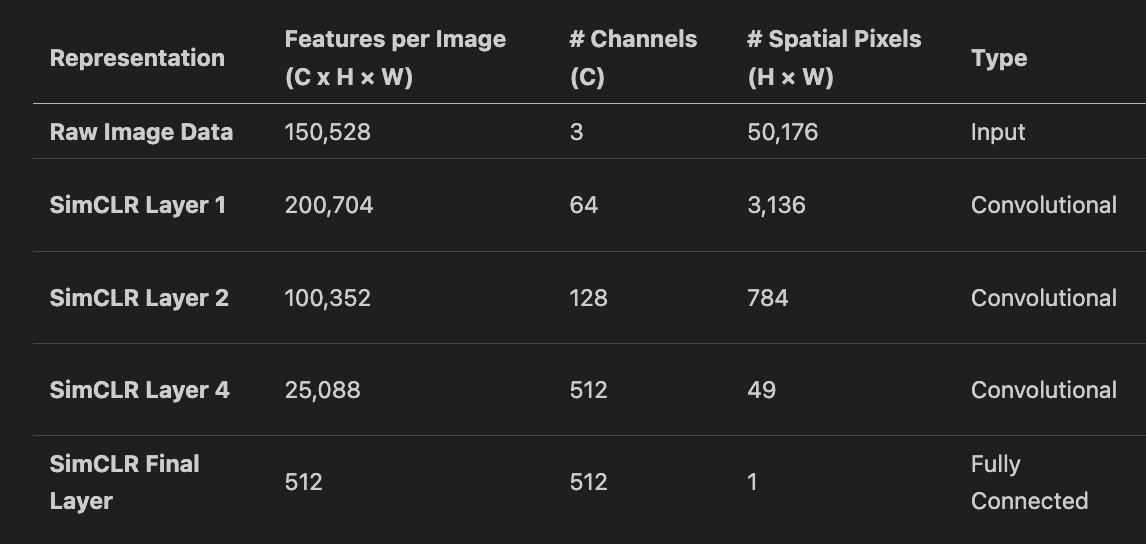 Representation Features per Image (C x H × W) # Channels (C) # Spatial Pixels (H × W) Type
Raw Image Data 150,528 3 50,176 Input
SimCLR Layer 1 200,704 64 3,136 Convolutional
SimCLR Layer 2 100,352 128 784 Convolutional
SimCLR Layer 4 25,088 512 49 Convolutional
SimCLR Final Layer 512 512 1 Fully Connected